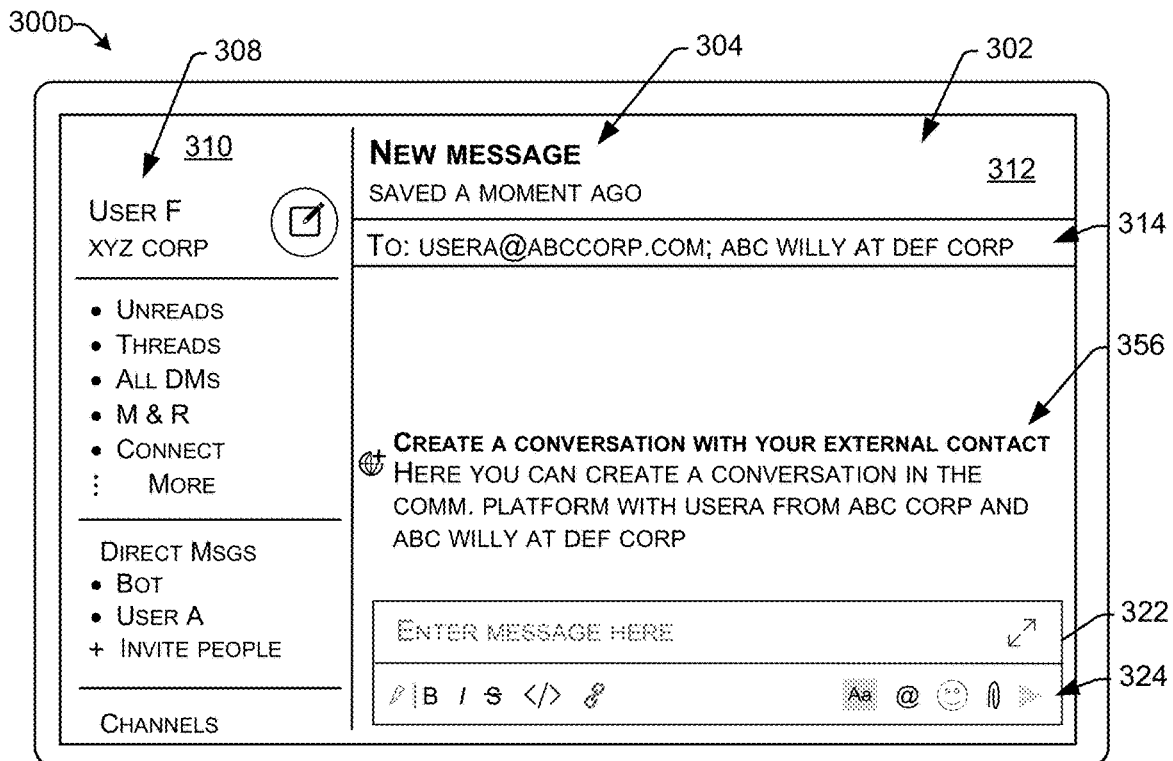 300D
308
304
302
310
NEW MESSAGE
312
SAVED A MOMENT AGO
USER F
XYZ CORP
314
TO: USERA@ABCCORP.COM; ABC WILLY AT DEF CORP
• UNREADS
• THREADS
• ALL DMS
• M & R
• CONNECT
⋮ MORE
356
CREATE A CONVERSATION WITH YOUR EXTERNAL CONTACT
HERE YOU CAN CREATE A CONVERSATION IN THE
COMM. PLATFORM WITH USERA FROM ABC CORP AND
ABC WILLY AT DEF CORP
DIRECT MSGS
• BOT
• USER A
+ INVITE PEOPLE
CHANNELS
ENTER MESSAGE HERE
322
B I S </> Aa @
324